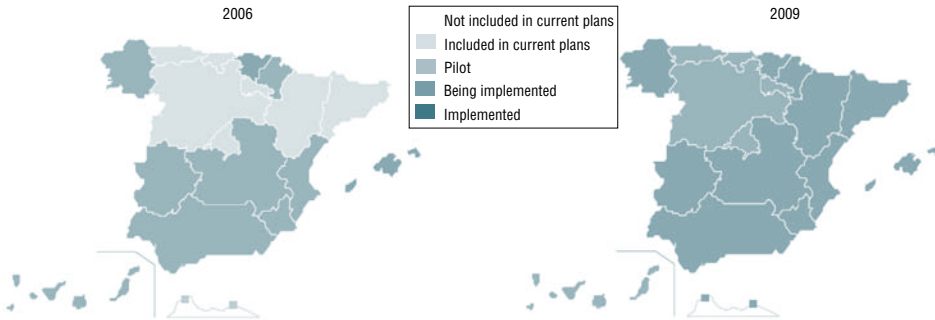 2006
Not included in current plans
Included in current plans
Pilot
Being implemented
Implemented
2009